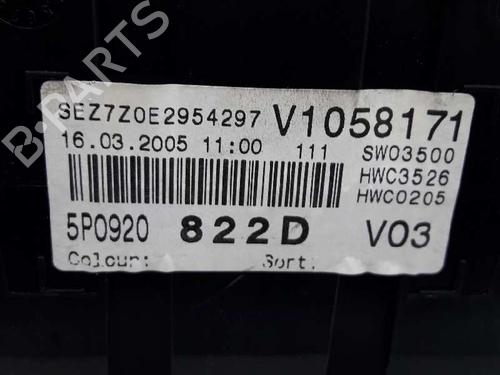 B-PARTS
SEZ7Z0E2954297 V1058171
16.03.2005 11:00 111 SW03500
HWC3526
HWC0205
5P0920 822D V03
Colour: Sort: